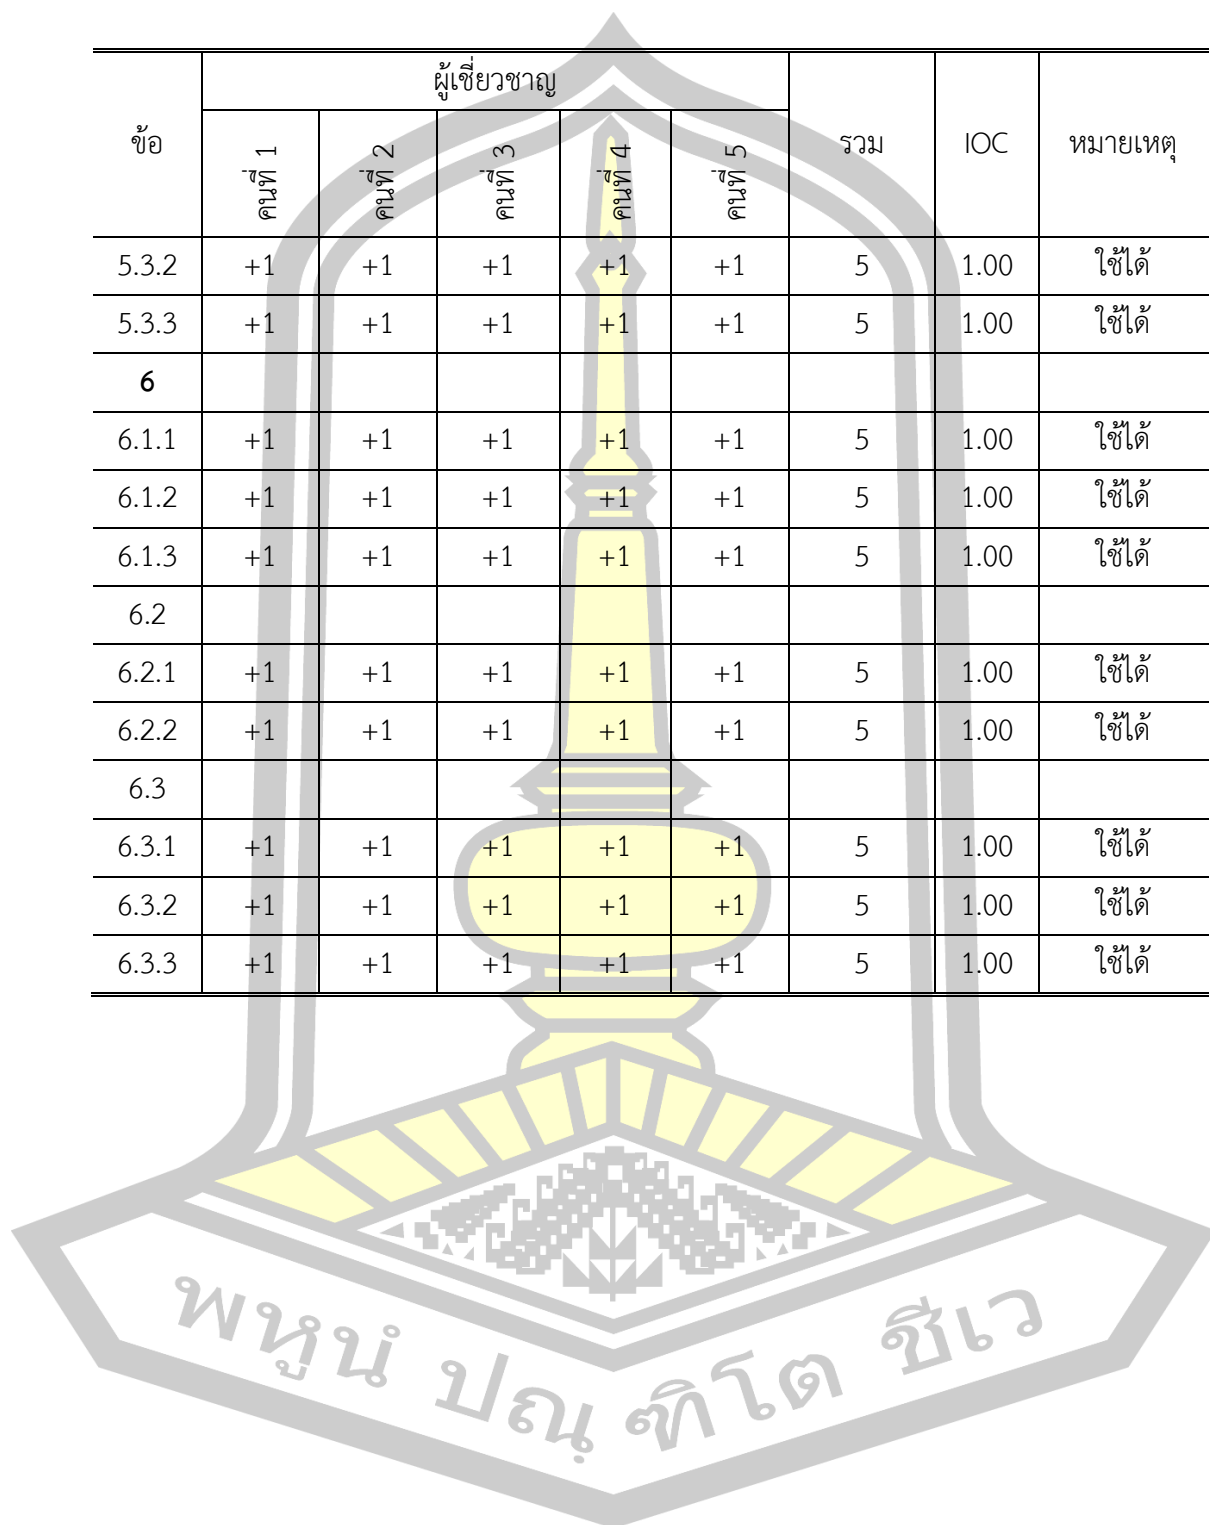 ข้อ ผู้เชี่ยวชาญ รวม IOC หมายเหตุ
คนที่ 1 คนที่ 2 คนที่ 3 คนที่ 4 คนที่ 5
5.3.2 +1 +1 +1 +1 +1 5 1.00 ใช้ได้
5.3.3 +1 +1 +1 +1 +1 5 1.00 ใช้ได้
6
6.1.1 +1 +1 +1 +1 +1 5 1.00 ใช้ได้
6.1.2 +1 +1 +1 +1 +1 5 1.00 ใช้ได้
6.1.3 +1 +1 +1 +1 +1 5 1.00 ใช้ได้
6.2
6.2.1 +1 +1 +1 +1 +1 5 1.00 ใช้ได้
6.2.2 +1 +1 +1 +1 +1 5 1.00 ใช้ได้
6.3
6.3.1 +1 +1 +1 +1 +1 5 1.00 ใช้ได้
6.3.2 +1 +1 +1 +1 +1 5 1.00 ใช้ได้
6.3.3 +1 +1 +1 +1 +1 5 1.00 ใช้ได้
พหูนํ ปณฺฑิโต ชีเว